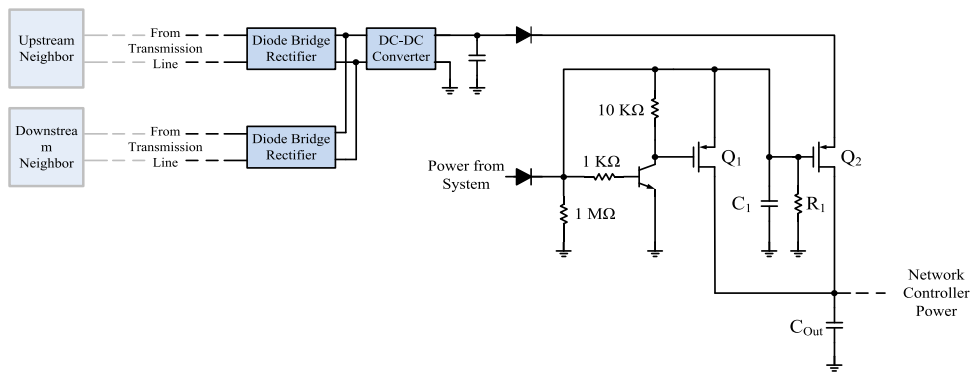 Upstream
Neighbor
From
Transmission
Line
Diode Bridge
Rectifier
DC-DC
Converter
Downstrea
m
Neighbor
From
Transmission
Line
Diode Bridge
Rectifier
Power from
System
10 KΩ
1 KΩ
1 MΩ
Q1
C1
R1
Q2
Network
Controller
Power
COut